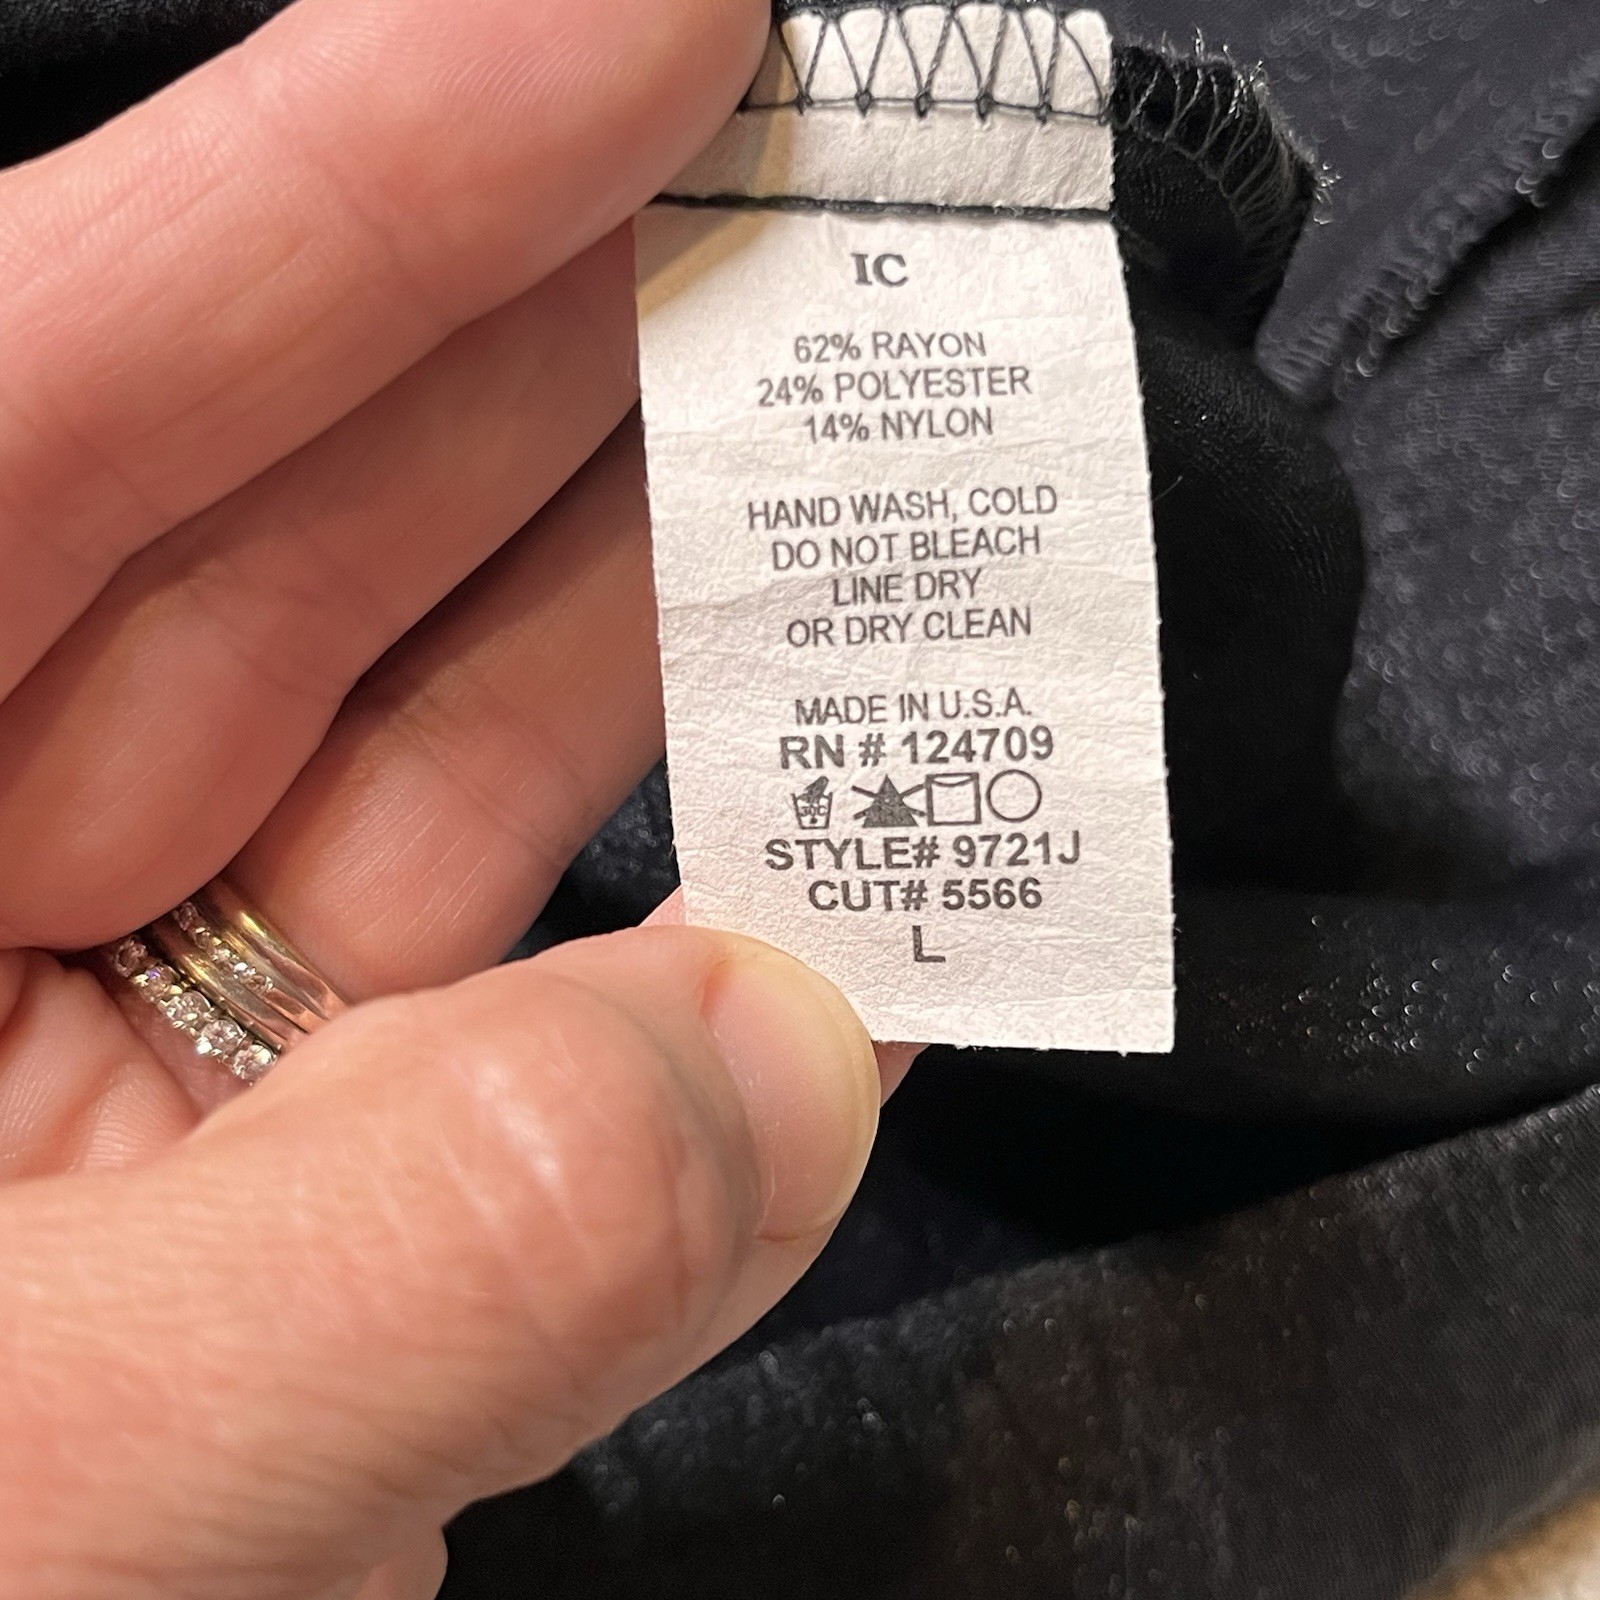 IC
62% RAYON
24% POLYESTER
14% NYLON
HAND WASH, COLD
DO NOT BLEACH
LINE DRY
OR DRY CLEAN
MADE IN U.S.A.
RN # 124709
30C
STYLE# 9721J
CUT# 5566
L